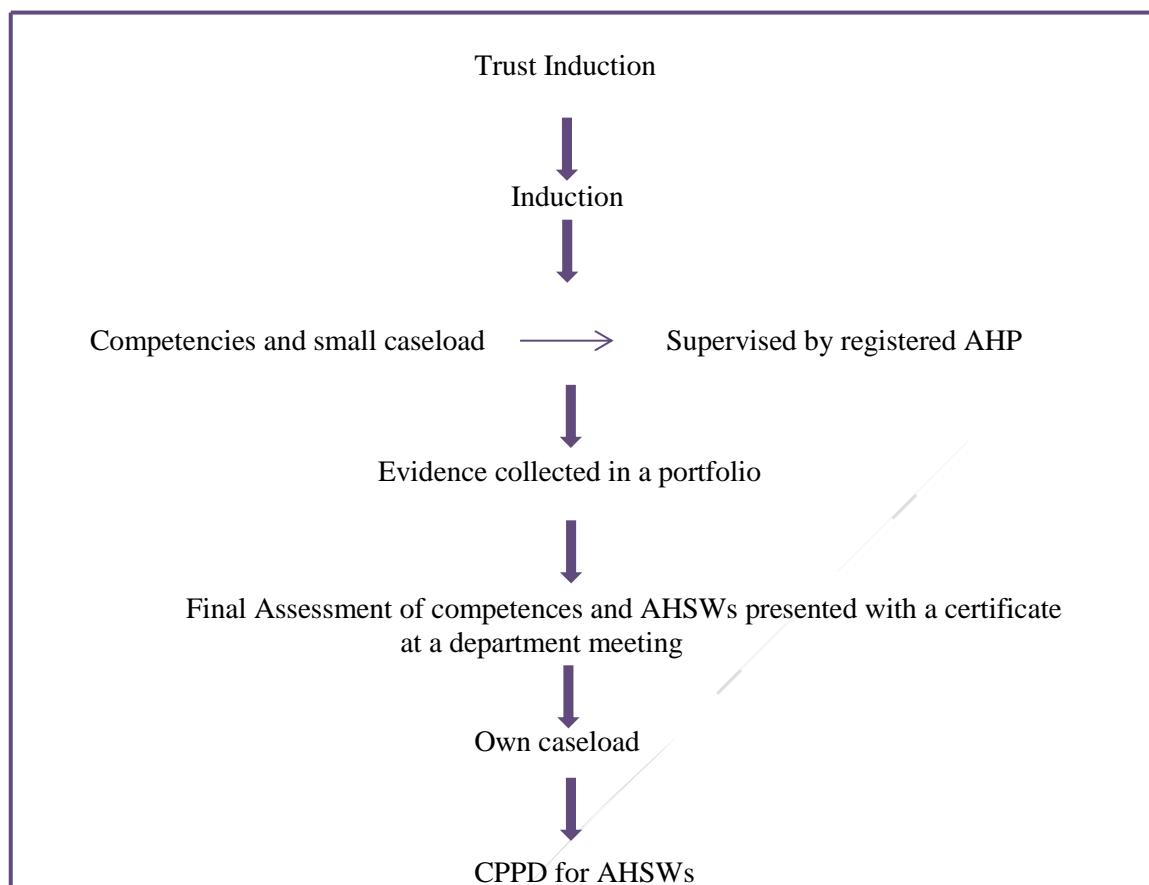 Trust Induction
Induction
Competencies and small caseload
Supervised by registered AHP
Evidence collected in a portfolio
Final Assessment of competences and AHSWs presented with a certificate
at a department meeting
Own caseload
CPPD for AHSWs